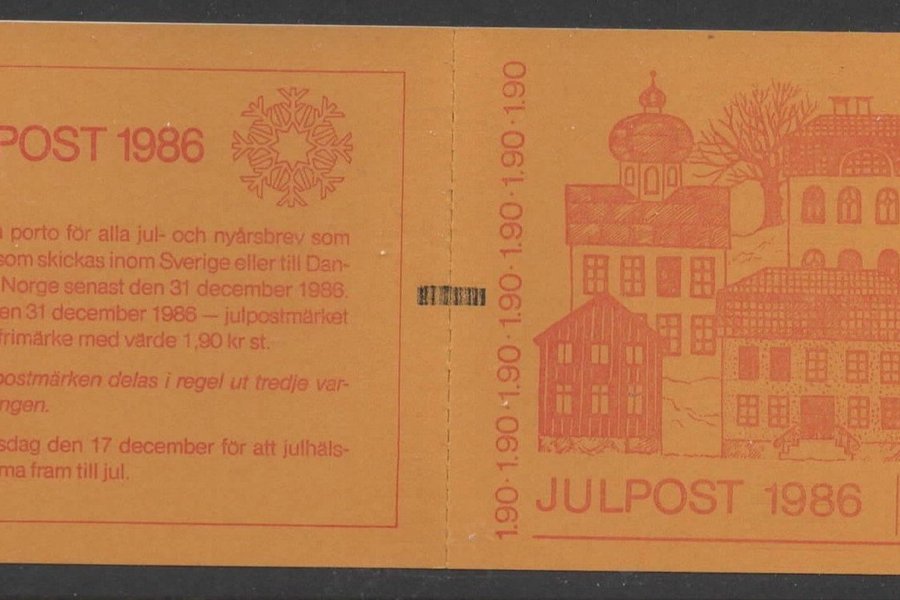 POST 1986
porto för alla jul- och nyårsbrev som
som skickas inom Sverige eller till Dan-
Norge senast den 31 december 1986.
en 31 december 1986 – julpostmärket
frimärke med värde 1,90 kr st.
postmärken delas i regel ut tredje var-
ngen.
sdag den 17 december för att julhäls-
ma fram till jul.
1.90·1.90·1.90·1.90·1.90·1.90·1.90
JULPOST 1986